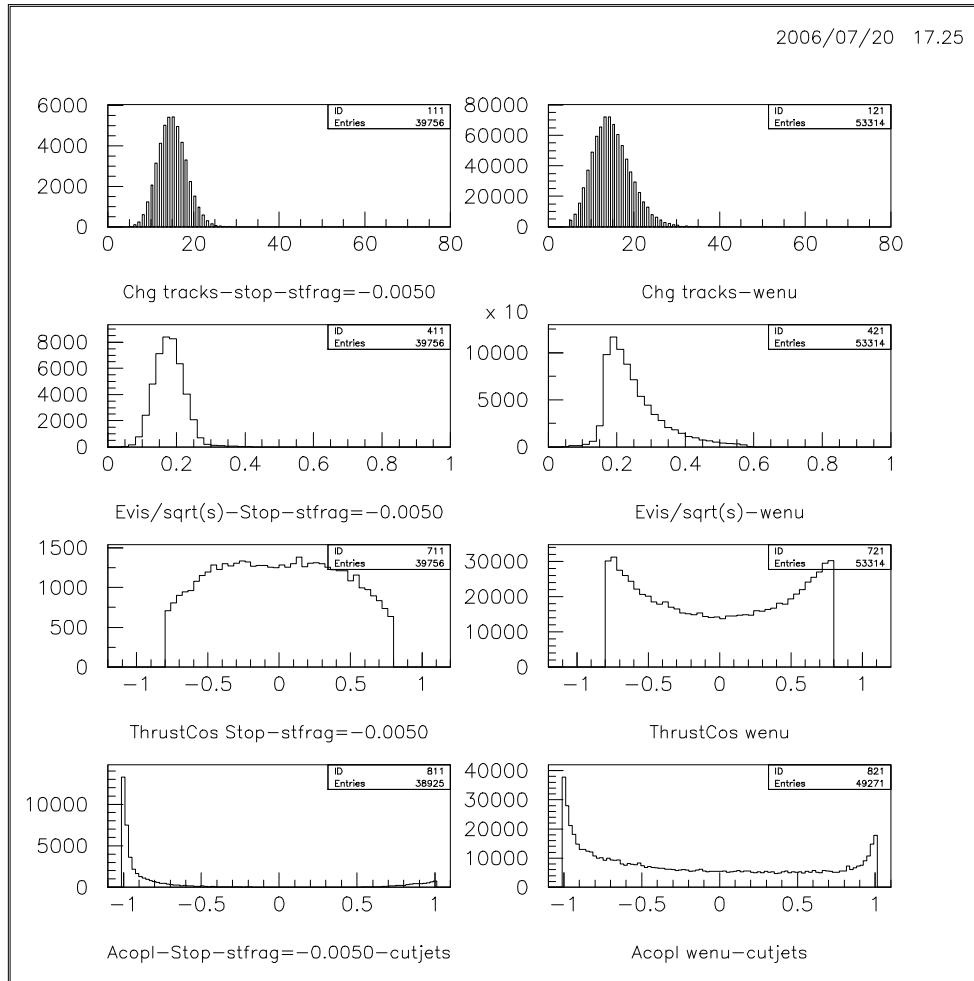 2006/07/20 17.25
6000
4000
2000
0
0 20 40 60 80
ID 111
Entries 39756
Chg tracks-stop-stfrag=-0.0050
80000
60000
40000
20000
0
0 20 40 60 80
ID 121
Entries 53314
Chg tracks-wenu
8000
6000
4000
2000
0
0 0.2 0.4 0.6 0.8 1
ID 411
Entries 39756
Evis/sqrt(s)-Stop-stfrag=-0.0050
x 10
10000
5000
0
0 0.2 0.4 0.6 0.8 1
ID 421
Entries 53314
Evis/sqrt(s)-wenu
1500
1000
500
0
-1 -0.5 0 0.5 1
ID 711
Entries 39756
ThrustCos Stop-stfrag=-0.0050
30000
20000
10000
0
-1 -0.5 0 0.5 1
ID 721
Entries 53314
ThrustCos wenu
10000
5000
0
-1 -0.5 0 0.5 1
ID 811
Entries 38925
Acopl-Stop-stfrag=-0.0050-cutjets
40000
30000
20000
10000
0
-1 -0.5 0 0.5 1
ID 821
Entries 49271
Acopl wenu-cutjets